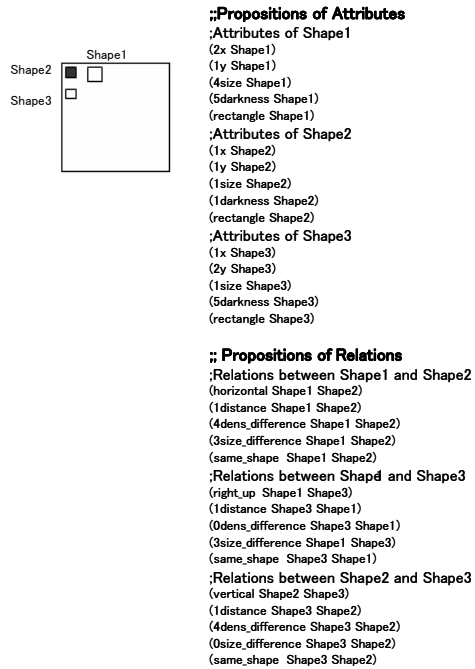 Shape1
Shape2
Shape3
;;Propositions of Attributes
;Attributes of Shape1
(2x Shape1)
(1y Shape1)
(4size Shape1)
(5darkness Shape1)
(rectangle Shape1)
;Attributes of Shape2
(1x Shape2)
(1y Shape2)
(1size Shape2)
(1darkness Shape2)
(rectangle Shape2)
;Attributes of Shape3
(1x Shape3)
(2y Shape3)
(1size Shape3)
(5darkness Shape3)
(rectangle Shape3)
;; Propositions of Relations
;Relations between Shape1 and Shape2
(horizontal Shape1 Shape2)
(1distance Shape1 Shape2)
(4dens_difference Shape1 Shape2)
(3size_difference Shape1 Shape2)
(same_shape Shape1 Shape2)
;Relations between Shape1 and Shape3
(right_up Shape1 Shape3)
(1distance Shape3 Shape1)
(0dens_difference Shape3 Shape1)
(3size_difference Shape1 Shape3)
(same_shape Shape3 Shape1)
;Relations between Shape2 and Shape3
(vertical Shape2 Shape3)
(1distance Shape3 Shape2)
(4dens_difference Shape3 Shape2)
(0size_difference Shape3 Shape2)
(same_shape Shape3 Shape2)